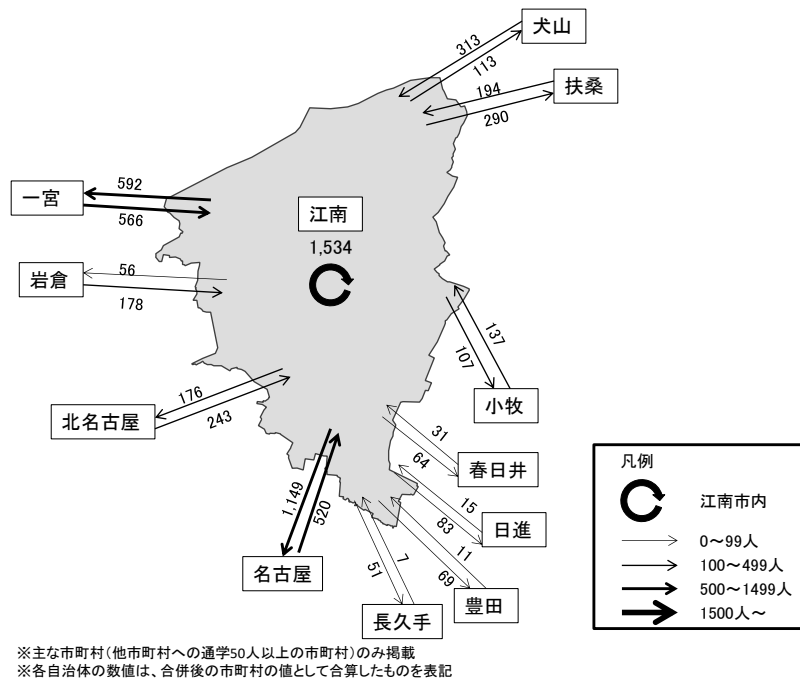 犬山
313
113
扶桑
194
290
一宮
592
566
江南
1,534
岩倉
56
178
137
107
小牧
北名古屋
176
243
31
64
春日井
凡例
江南市内
0～99人
100～499人
500～1499人
1500人～
15
83
日進
1,149
520
名古屋
7
51
長久手
11
69
豊田
※主な市町村（他市町村への通学50人以上の市町村）のみ掲載
※各自治体の数値は、合併後の市町村の値として合算したものを表記